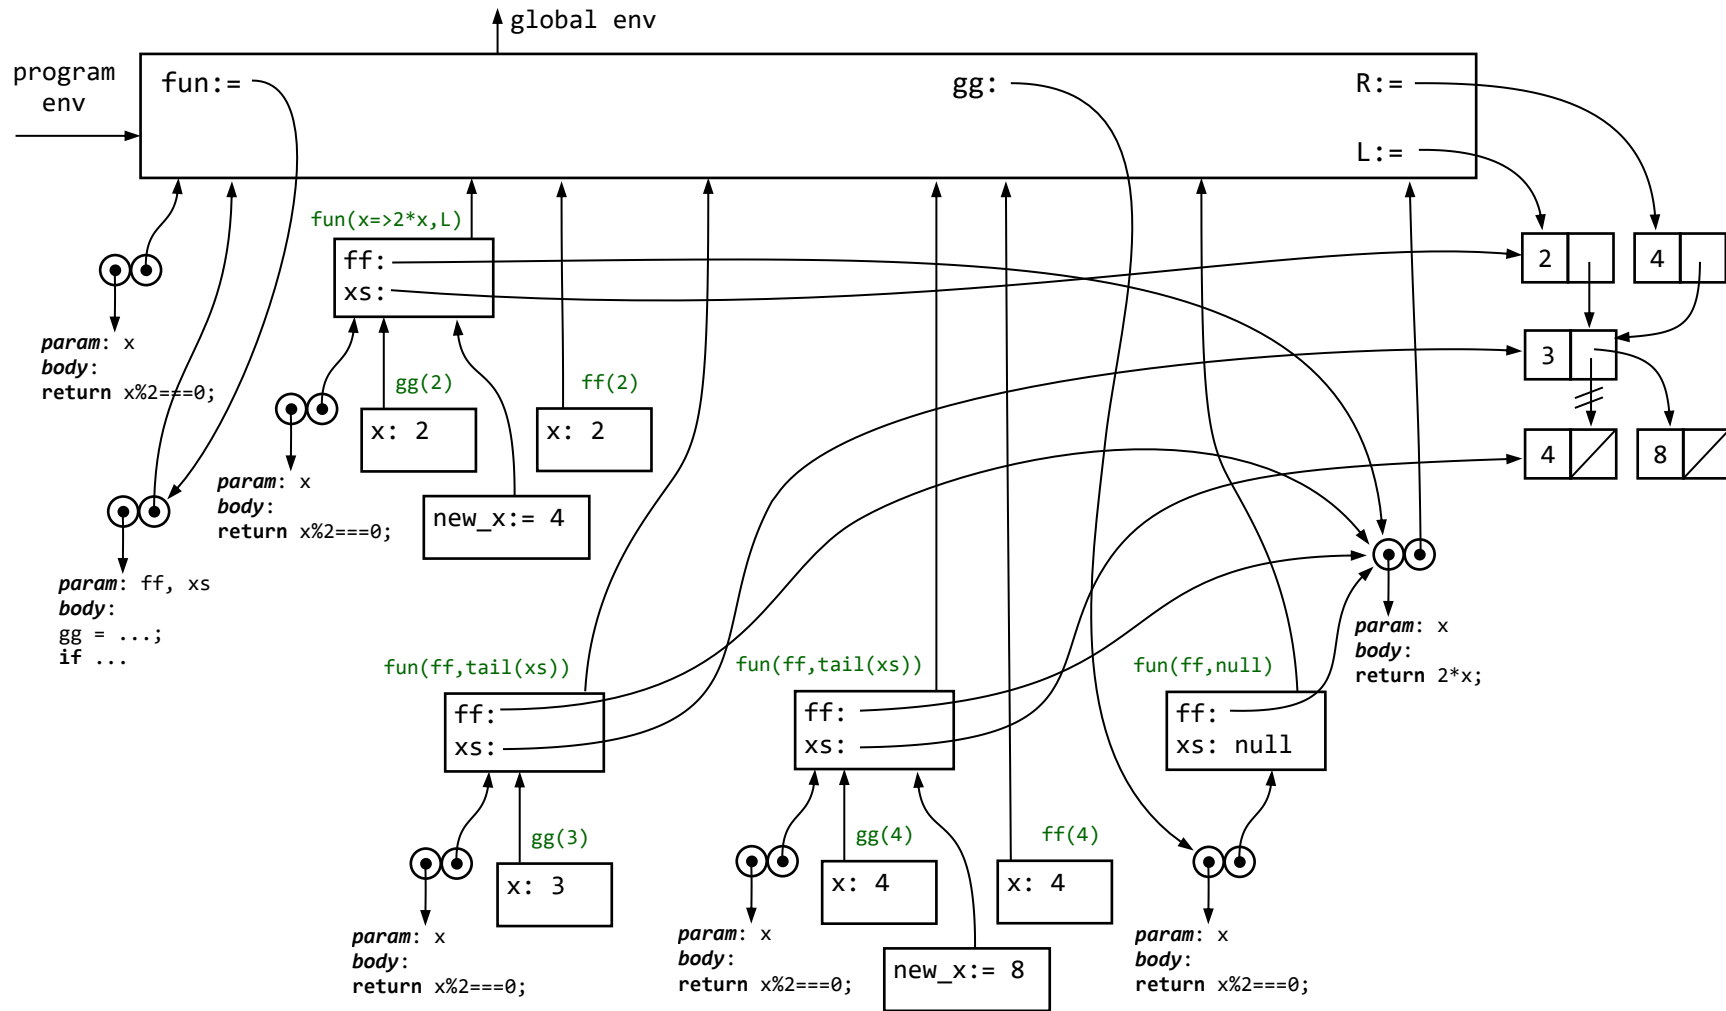 global env
program
env
fun:=
gg:
R:=
L:=
fun(x=>2*x,L)
ff:
xs:
2
4
3
4
8
param: x
body:
return x%2===0;
gg(2)
x: 2
ff(2)
x: 2
param: x
body:
return x%2===0;
new_x:= 4
param: ff, xs
body:
gg = ...;
if ...
param: x
body:
return 2*x;
fun(ff,tail(xs))
ff:
xs:
fun(ff,tail(xs))
ff:
xs:
fun(ff,null)
ff:
xs: null
gg(3)
x: 3
param: x
body:
return x%2===0;
gg(4)
x: 4
ff(4)
x: 4
param: x
body:
return x%2===0;
new_x:= 8
param: x
body:
return x%2===0;